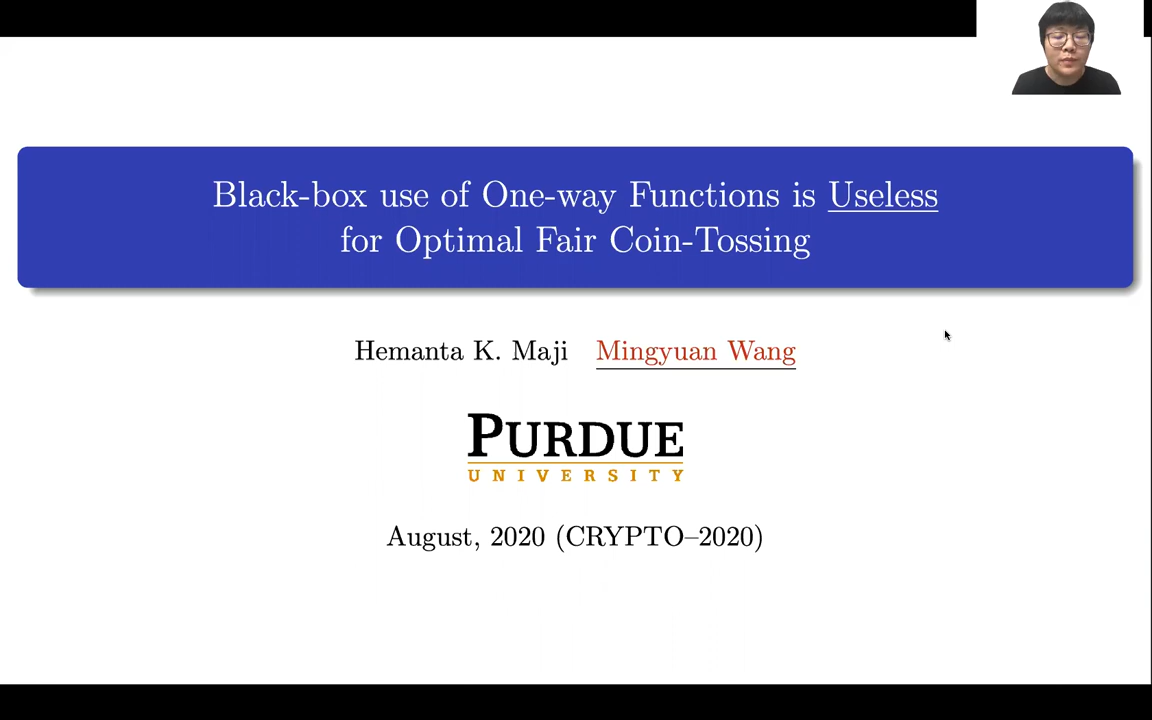 Black-box use of One-way Functions is Useless
for Optimal Fair Coin-Tossing
Hemanta K. Maji Mingyuan Wang
PURDUE
UNIVERSITY
August, 2020 (CRYPTO–2020)